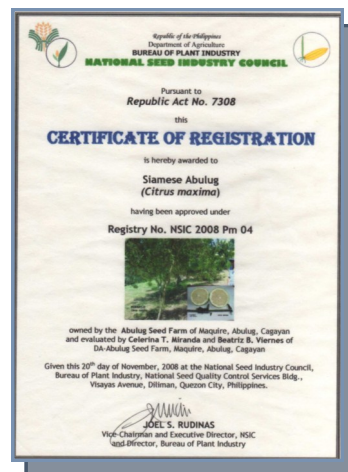 Republic of the Philippines
Department of Agriculture
BUREAU OF PLANT INDUSTRY
NATIONAL SEED INDUSTRY COUNCIL
Pursuant to
Republic Act No. 7308
this
CERTIFICATE OF REGISTRATION
is hereby awarded to
Siamese Abulug
(Citrus maxima)
having been approved under
Registry No. NSIC 2008 Pm 04
owned by the Abulug Seed Farm of Maquire, Abulug, Cagayan
and evaluated by Celerina T. Miranda and Beatriz B. Viernes of
DA-Abulug Seed Farm, Maquire, Abulug, Cagayan
Given this 20th day of November, 2008 at the National Seed Industry Council,
Bureau of Plant Industry, National Seed Quality Control Services Bldg.,
Visayas Avenue, Diliman, Quezon City, Philippines.
JOEL S. RUDINAS
Vice-Chairman and Executive Director, NSIC
and Director, Bureau of Plant Industry